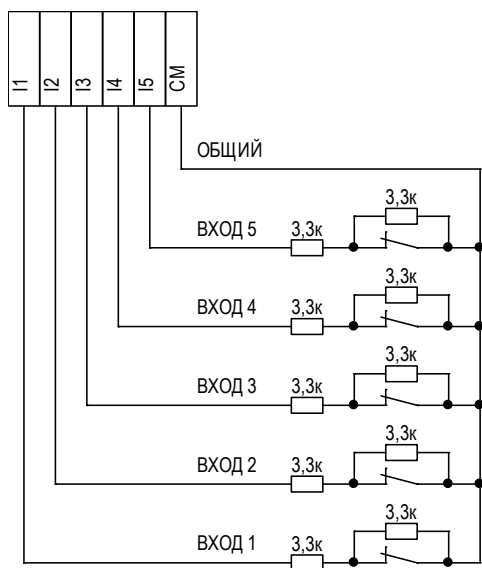 I1
I2
I3
I4
I5
CM
ОБЩИЙ
3,3к
ВХОД 5
3,3к
3,3к
ВХОД 4
3,3к
3,3к
ВХОД 3
3,3к
3,3к
ВХОД 2
3,3к
3,3к
ВХОД 1
3,3к